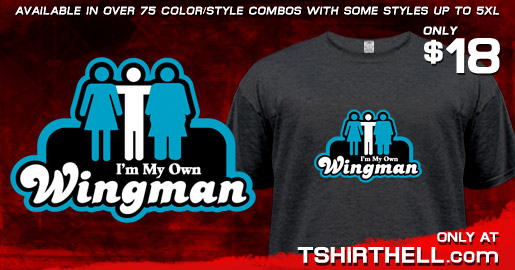 AVAILABLE IN OVER 75 COLOR/STYLE COMBOS WITH SOME STYLES UP TO 5XL
ONLY
$18
I'm My Own
Wingman
I'm My Own
Wingman
ONLY AT
TSHIRTHELL.com